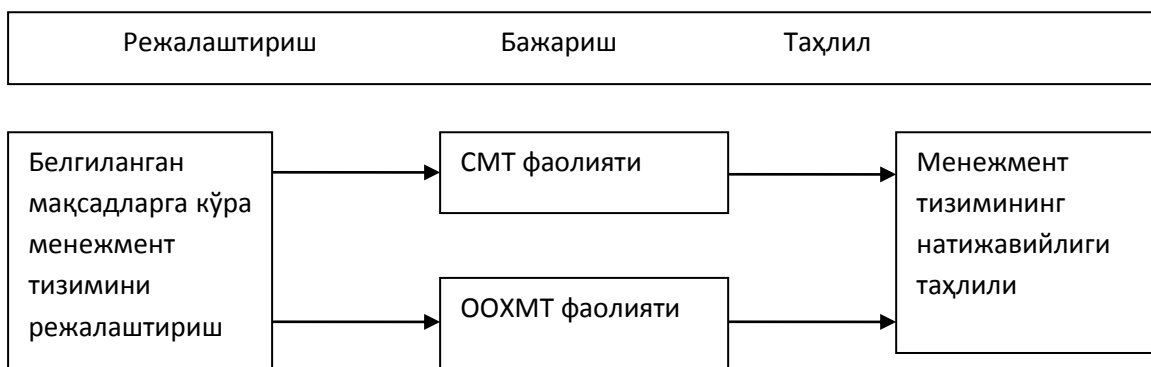 Режалаштириш Бажариш Таҳлил
Белгиланган
мақсадларга кўра
менежмент
тизимини
режалаштириш
СМТ фаолияти
ООХМТ фаолияти
Менежмент
тизимининг
натижавийлиги
таҳлили